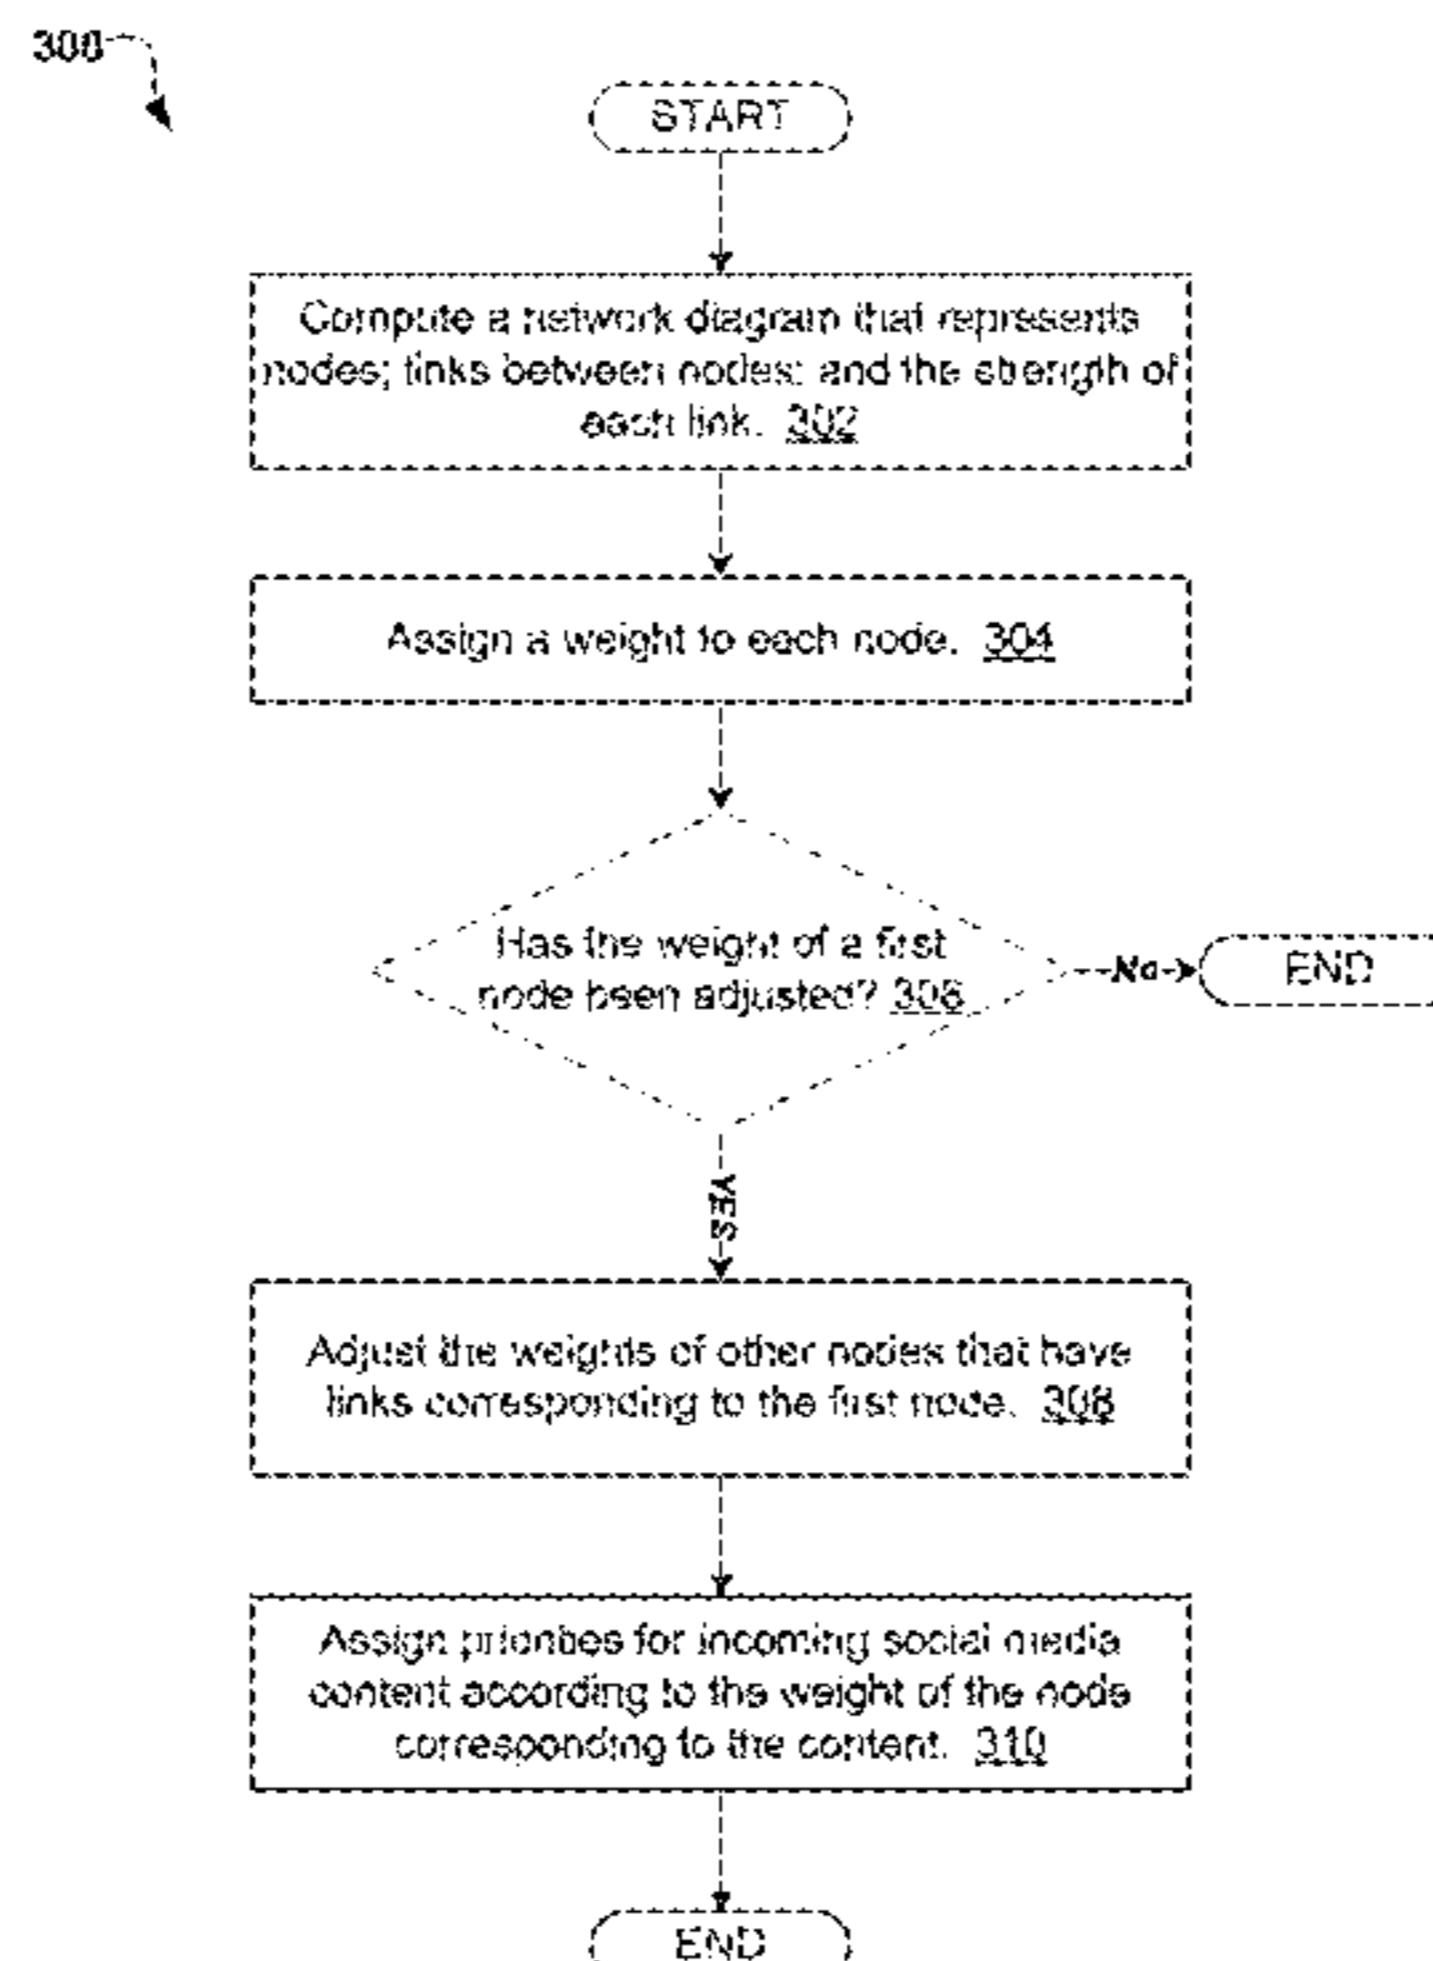 300
START
Compute a network diagram that represents
nodes; links between nodes; and the strength of
each link. 302
Assign a weight to each node. 304
Has the weight of a first
node been adjusted? 306
No
END
YES
Adjust the weights of other nodes that have
links corresponding to the first node. 308
Assign priorities for incoming social media
content according to the weight of the node
corresponding to the content. 310
END